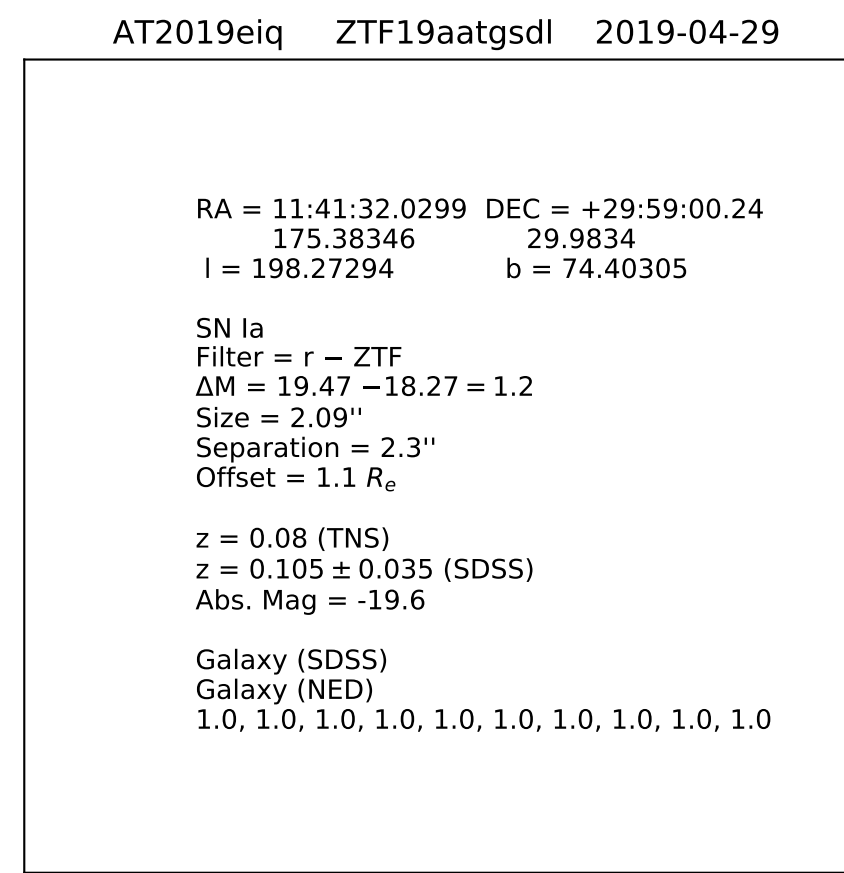 AT2019eiq ZTF19aatgsdl 2019-04-29
RA = 11:41:32.0299 DEC = +29:59:00.24
175.38346 29.9834
l = 198.27294 b = 74.40305
SN Ia
Filter = r − ZTF
ΔM = 19.47 −18.27 = 1.2
Size = 2.09''
Separation = 2.3''
Offset = 1.1 Rₑ
z = 0.08 (TNS)
z = 0.105 ± 0.035 (SDSS)
Abs. Mag = -19.6
Galaxy (SDSS)
Galaxy (NED)
1.0, 1.0, 1.0, 1.0, 1.0, 1.0, 1.0, 1.0, 1.0, 1.0